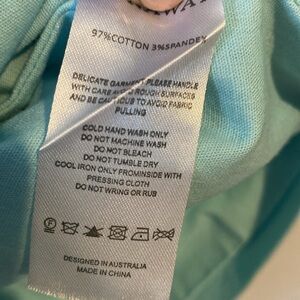 97%COTTON 3%SPANDEX
DELICATE GARMENT PLEASE HANDLE
WITH CARE AVOID ROUGH SURFACES
AND BE CAUTIOUS TO AVOID FABRIC
PULLING
COLD HAND WASH ONLY
DO NOT MACHINE WASH
DO NOT BLEACH
DO NOT TUMBLE DRY
COOL IRON ONLY FROMINSIDE WITH
PRESSING CLOTH
DO NOT WRING OR RUB
DESIGNED IN AUSTRALIA
MADE IN CHINA